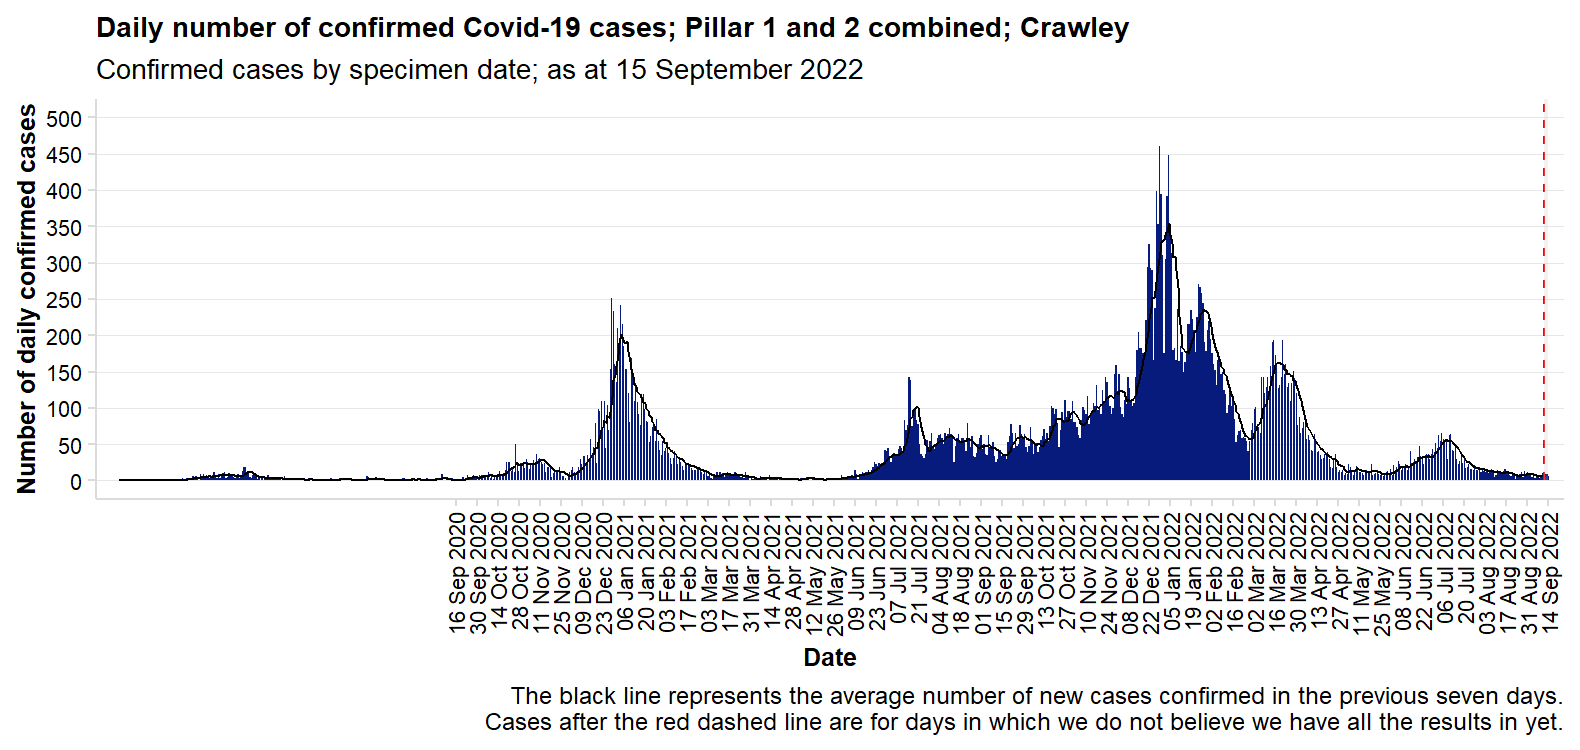 Daily number of confirmed Covid-19 cases; Pillar 1 and 2 combined; Crawley
Confirmed cases by specimen date; as at 15 September 2022
Number of daily confirmed cases
500
450
400
350
300
250
200
150
100
50
0
16 Sep 2020
30 Sep 2020
14 Oct 2020
28 Oct 2020
11 Nov 2020
25 Nov 2020
09 Dec 2020
23 Dec 2020
06 Jan 2021
20 Jan 2021
03 Feb 2021
17 Feb 2021
03 Mar 2021
17 Mar 2021
31 Mar 2021
14 Apr 2021
28 Apr 2021
12 May 2021
26 May 2021
09 Jun 2021
23 Jun 2021
07 Jul 2021
21 Jul 2021
04 Aug 2021
18 Aug 2021
01 Sep 2021
15 Sep 2021
29 Sep 2021
13 Oct 2021
27 Oct 2021
10 Nov 2021
24 Nov 2021
08 Dec 2021
22 Dec 2021
05 Jan 2022
19 Jan 2022
02 Feb 2022
16 Feb 2022
02 Mar 2022
16 Mar 2022
30 Mar 2022
13 Apr 2022
27 Apr 2022
11 May 2022
25 May 2022
08 Jun 2022
22 Jun 2022
06 Jul 2022
20 Jul 2022
03 Aug 2022
17 Aug 2022
31 Aug 2022
14 Sep 2022
Date
The black line represents the average number of new cases confirmed in the previous seven days.
Cases after the red dashed line are for days in which we do not believe we have all the results in yet.